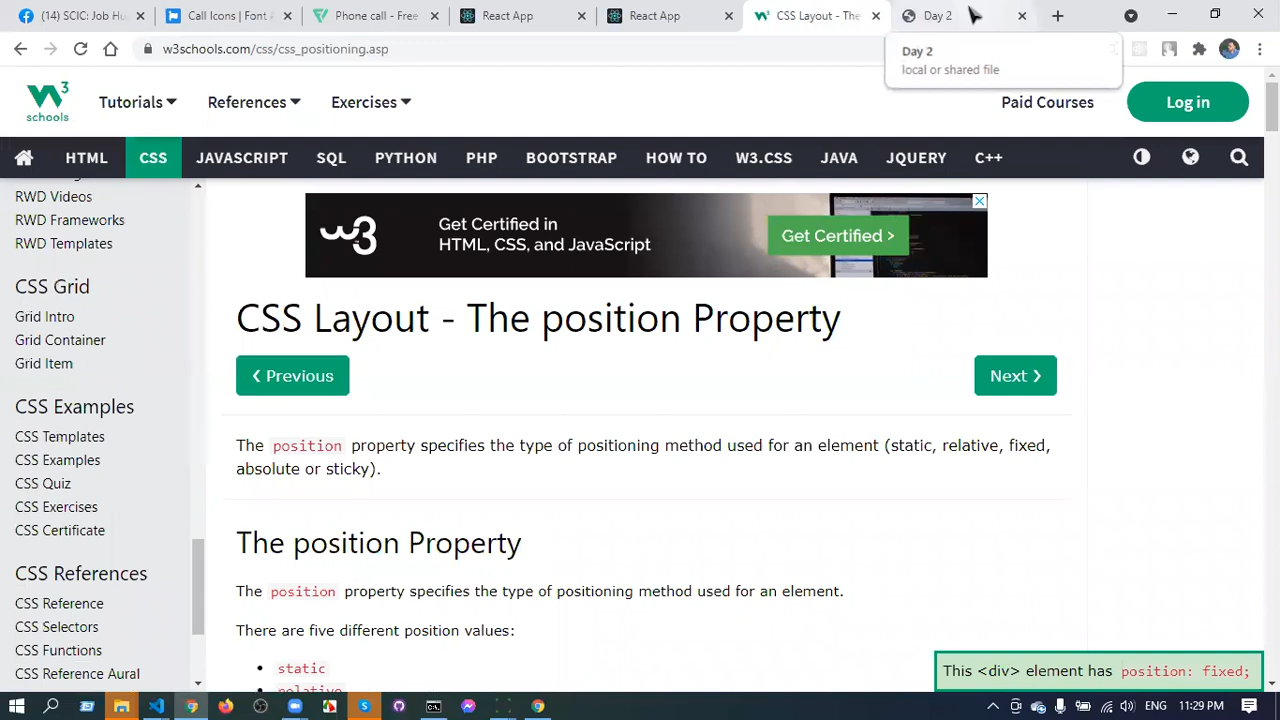 SCIC: Job Hu
Call Icons | Font A
Phone call - Free
React App
React App
CSS Layout - The
Day 2
w3schools.com/css/css_positioning.asp
Day 2
local or shared file
W3
schools
Tutorials
References
Exercises
Paid Courses
Log in
HTML
CSS
JAVASCRIPT
SQL
PYTHON
PHP
BOOTSTRAP
HOW TO
W3.CSS
JAVA
JQUERY
C++
RWD Videos
RWD Frameworks
RWD Templates
CSS Grid
Grid Intro
Grid Container
Grid Item
CSS Examples
CSS Templates
CSS Examples
CSS Quiz
CSS Exercises
CSS Certificate
CSS References
CSS Reference
CSS Selectors
CSS Functions
CSS Reference Aural
w3
Get Certified in
HTML, CSS, and JavaScript
Get Certified >
CSS Layout - The position Property
❮ Previous
Next ❯
The position property specifies the type of positioning method used for an element (static, relative, fixed,
absolute or sticky).
The position Property
The position property specifies the type of positioning method used for an element.
There are five different position values:
static
relative
This <div> element has position: fixed;
ENG
11:29 PM